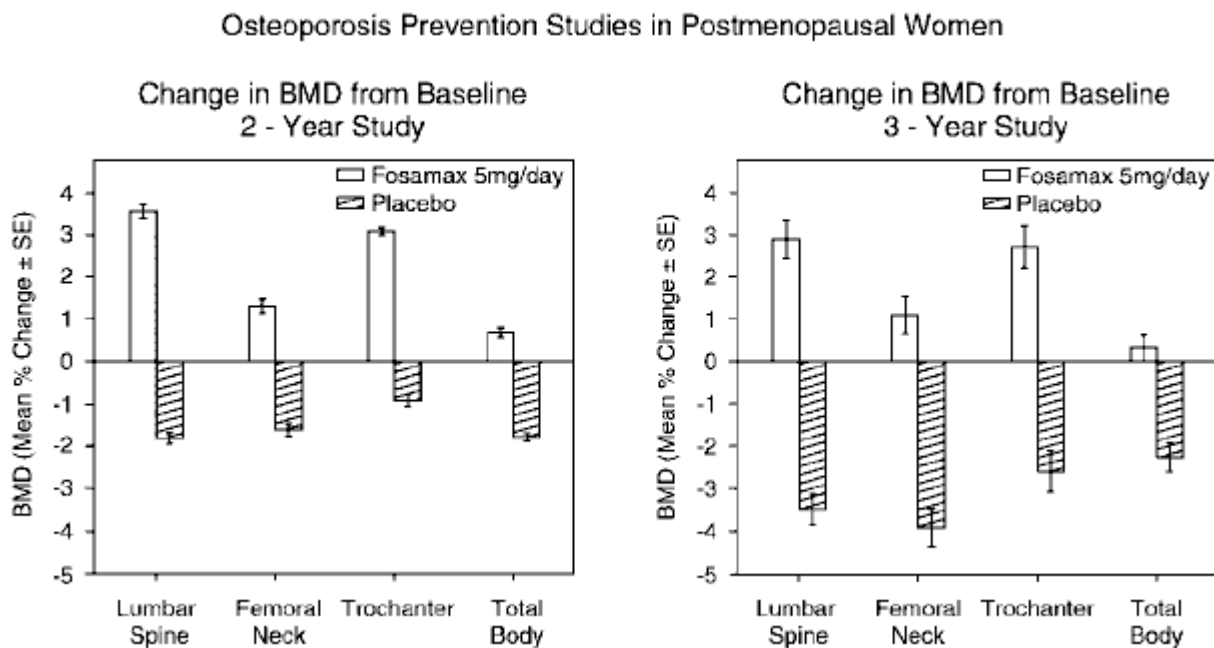 Osteoporosis Prevention Studies in Postmenopausal Women
Change in BMD from Baseline
2 - Year Study
Fosamax 5mg/day
Placebo
BMD (Mean % Change ± SE)
4
3
2
1
0
-1
-2
-3
-4
-5
Lumbar
Spine
Femoral
Neck
Trochanter
Total
Body
Change in BMD from Baseline
3 - Year Study
Fosamax 5mg/day
Placebo
BMD (Mean % Change ± SE)
4
3
2
1
0
-1
-2
-3
-4
-5
Lumbar
Spine
Femoral
Neck
Trochanter
Total
Body